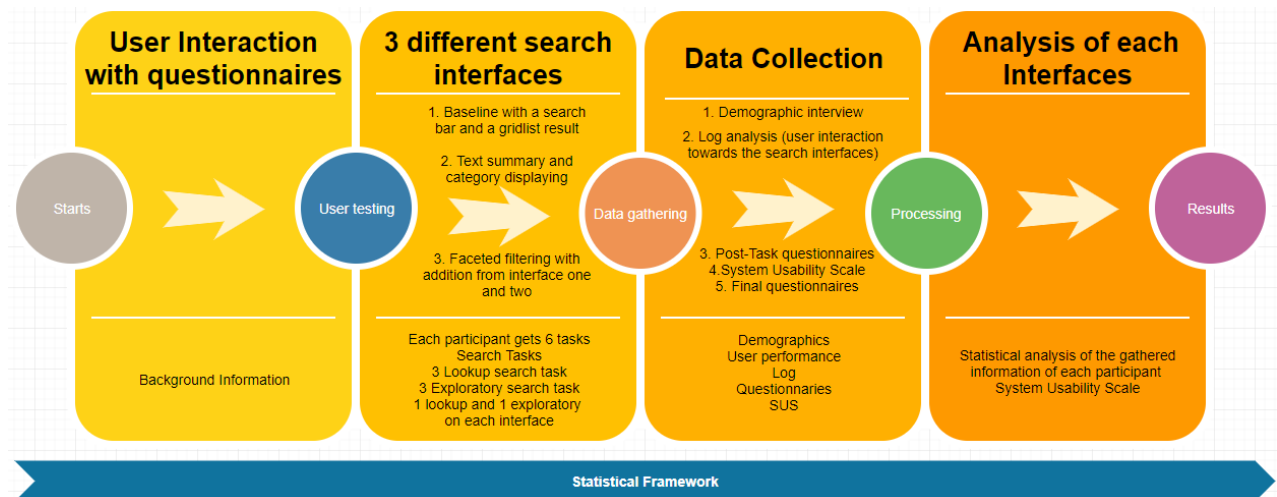 User Interaction
with questionnaires
Starts
Background Information
User testing
3 different search
interfaces
1. Baseline with a search
bar and a gridlist result
2. Text summary and
category displaying
3. Faceted filtering with
addition from interface one
and two
Each participant gets 6 tasks
Search Tasks
3 Lookup search task
3 Exploratory search task
1 lookup and 1 exploratory
on each interface
Data gathering
Data Collection
1. Demographic interview
2. Log analysis (user interaction
towards the search interfaces)
3. Post-Task questionnaires
4.System Usability Scale
5. Final questionnaires
Demographics
User performance
Log
Questionnaries
SUS
Processing
Analysis of each
Interfaces
Statistical analysis of the gathered
information of each participant
System Usability Scale
Results
Statistical Framework